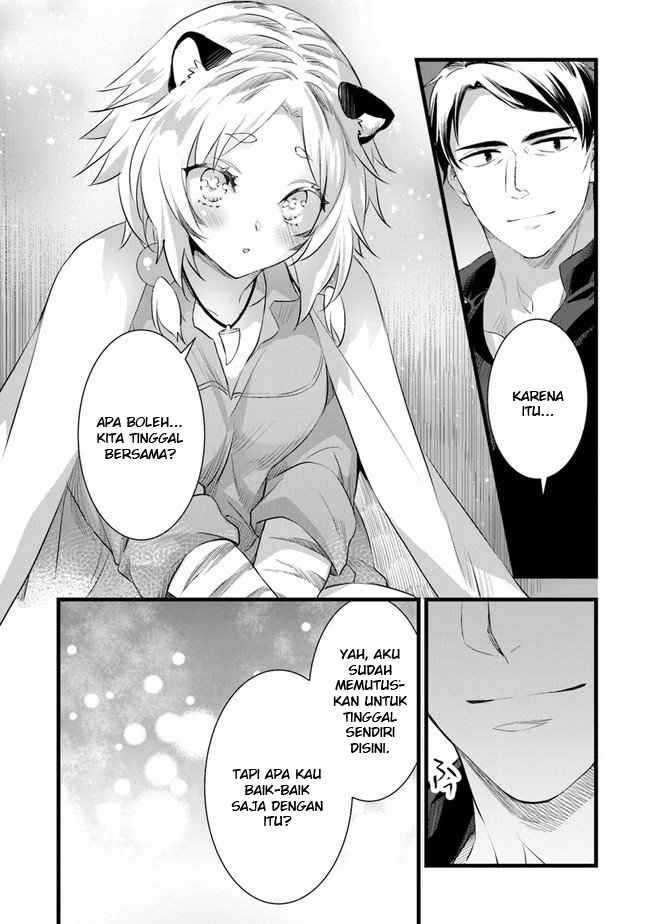 KARENA
ITU...
APA BOLEH...
KITA TINGGAL
BERSAMA?
YAH, AKU
SUDAH
MEMUTUS-
KAN UNTUK
TINGGAL
SENDIRI
DISINI.
TAPI APA KAU
BAIK-BAIK
SAJA DENGAN
ITU?